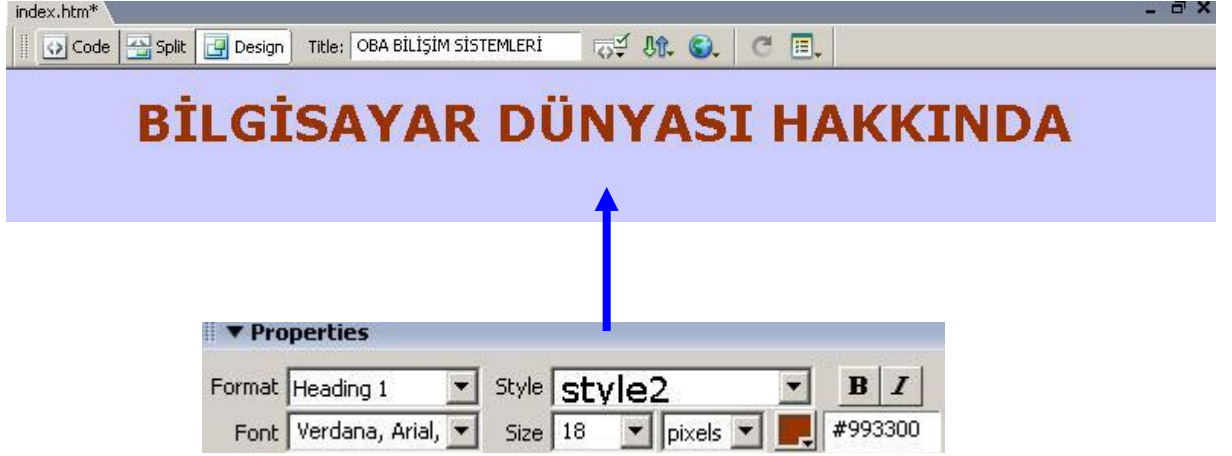 index.htm*
Code Split Design Title: OBA BİLİŞİM SİSTEMLERİ
BİLGİSAYAR DÜNYASI HAKKINDA
Properties
Format Heading 1 Style style2 B I
Font Verdana, Arial, Size 18 pixels #993300